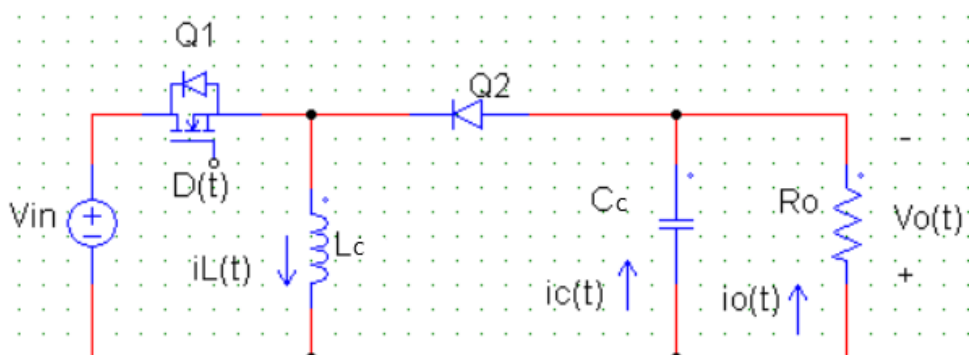 Q1
Q2
D(t)
Vin
+
-
iL(t)
Lc
Cc
ic(t)
Ro
io(t)
-
Vo(t)
+